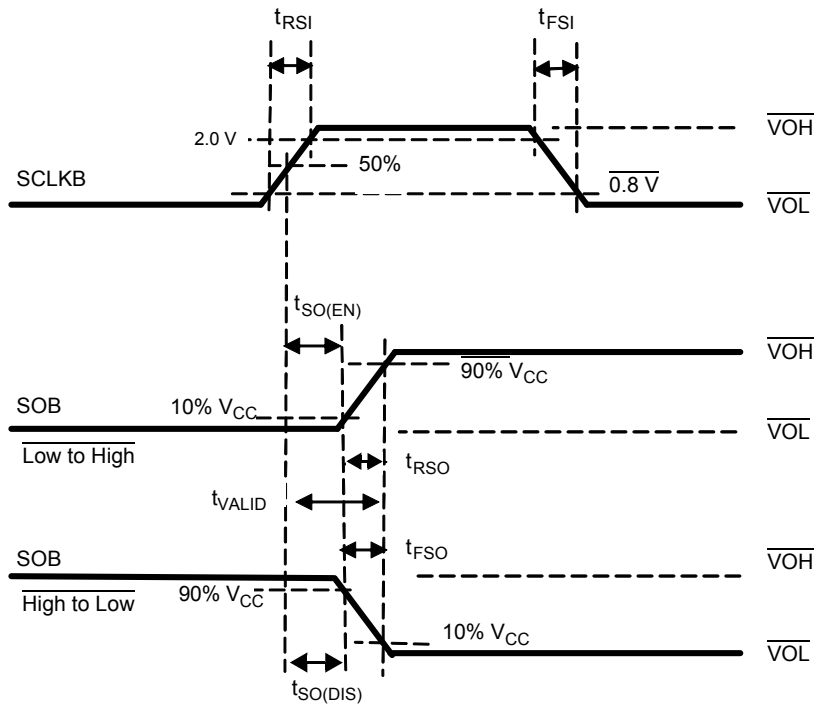 tRSI
tFSI
VOH
2.0 V
50%
SCLKB
0.8 V
VOL
tSO(EN)
VOH
90% VCC
10% VCC
SOB
VOL
Low to High
tRSO
tVALID
tFSO
VOH
SOB
90% VCC
High to Low
10% VCC
VOL
tSO(DIS)